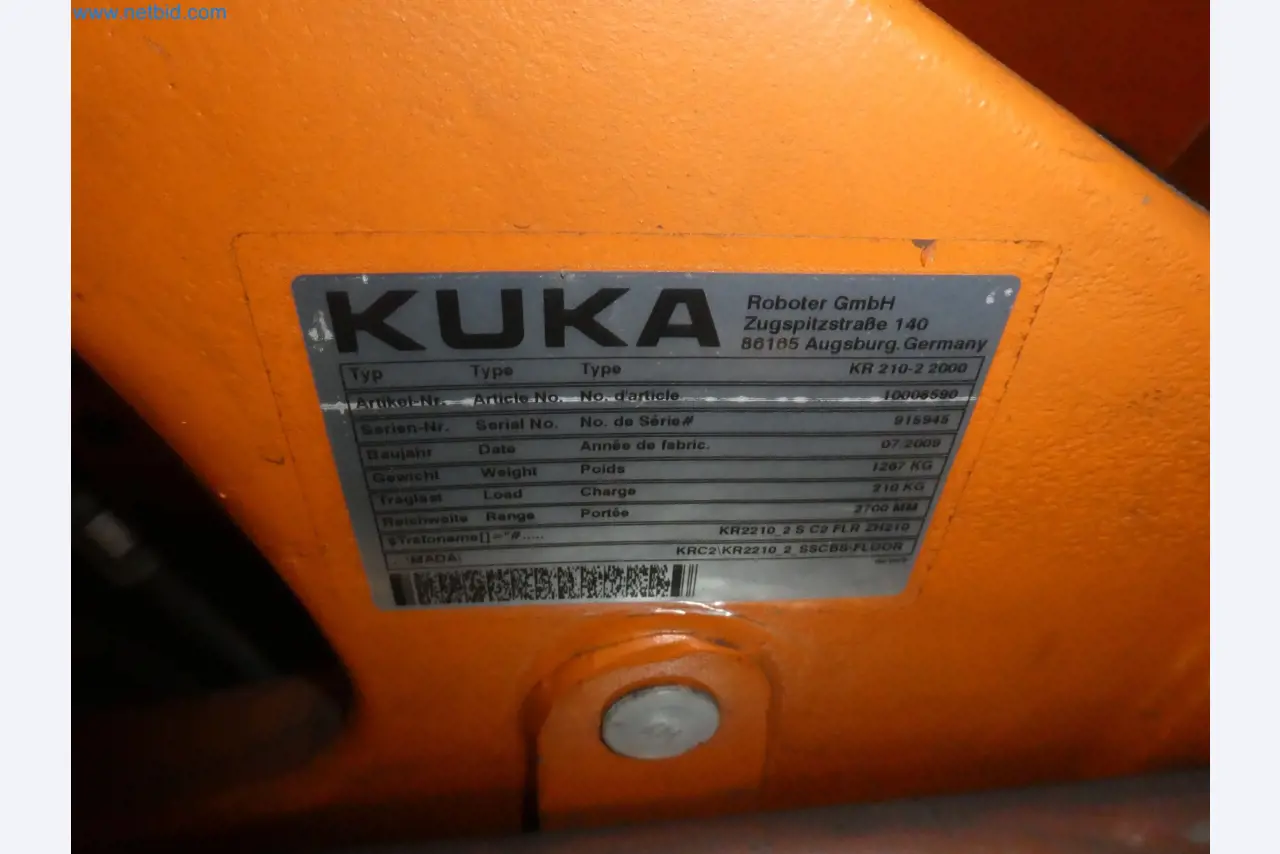 www.netbid.com
KUKA
Roboter GmbH
Zugspitzstraße 140
86165 Augsburg, Germany
Typ Type Type KR 210-2 2000
Artikel-Nr. Article No. No. d'article
Serien-Nr. Serial No. No. de Série# 915945
Baujahr Date Année de fabric. 07.2009
Gewicht Weight Poids 1267 KG
Traglast Load Charge 210 KG
Reichweite Range Portée 2700 MM
$Trafoname[]="#..... KR2210_2 S C2 FLR ZH210
MADA\ KRC2\KR2210_2_SSCBS-FLOOR